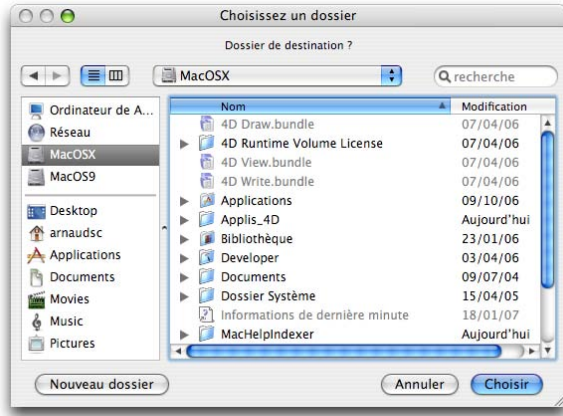 Choisissez un dossier
Dossier de destination ?
MacOSX
recherche
Ordinateur de A...
Réseau
MacOSX
MacOS9
Desktop
arnaudsc
Applications
Documents
Movies
Music
Pictures
Nom Modification
4D Draw.bundle 07/04/06
4D Runtime Volume License 07/04/06
4D View.bundle 07/04/06
4D Write.bundle 07/04/06
Applications 09/10/06
Applis_4D Aujourd'hui
Bibliothèque 23/01/06
Developer 03/04/06
Documents 09/07/04
Dossier Système 15/04/05
Informations de dernière minute 18/01/07
MacHelpIndexer Aujourd'hui
Nouveau dossier Annuler Choisir